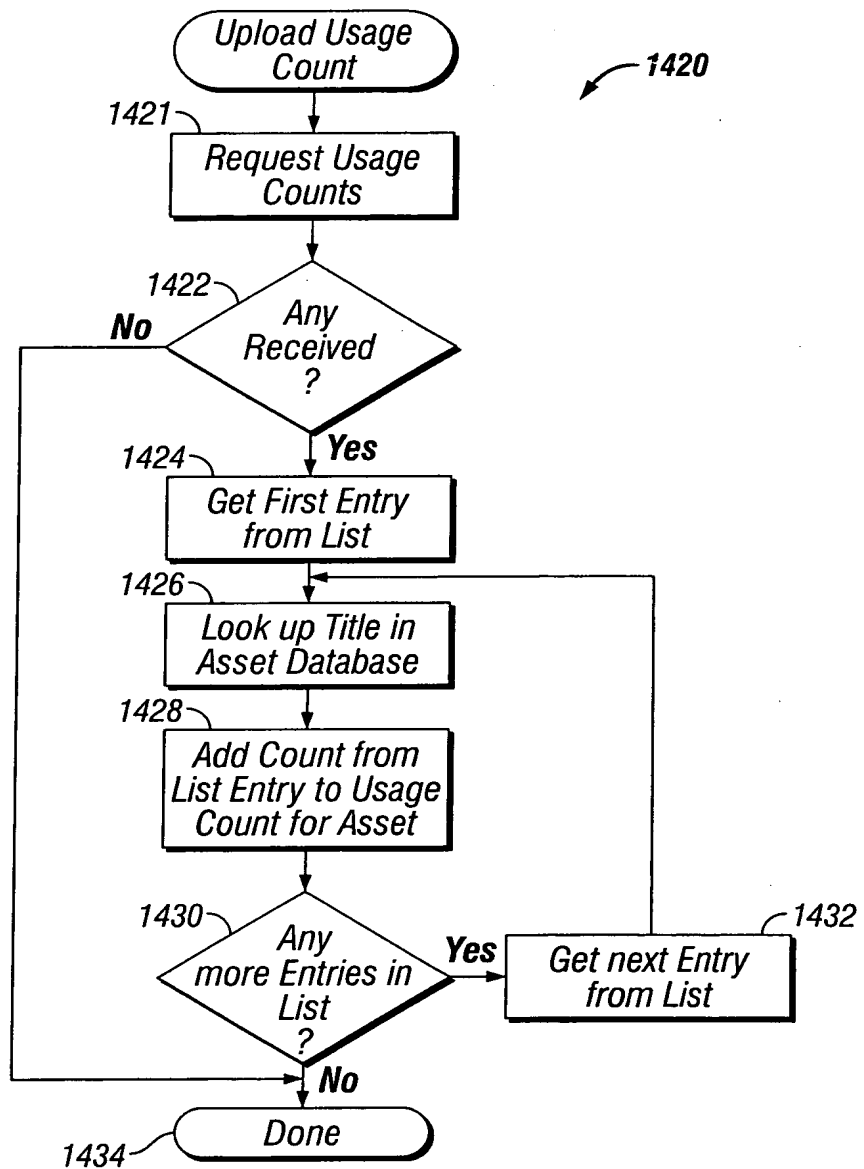 Upload Usage
Count
1420
1421
Request Usage
Counts
1422
Any
Received
?
No
Yes
1424
Get First Entry
from List
1426
Look up Title in
Asset Database
1428
Add Count from
List Entry to Usage
Count for Asset
1430
Any
more Entries in
List
?
Yes
1432
Get next Entry
from List
No
Done
1434